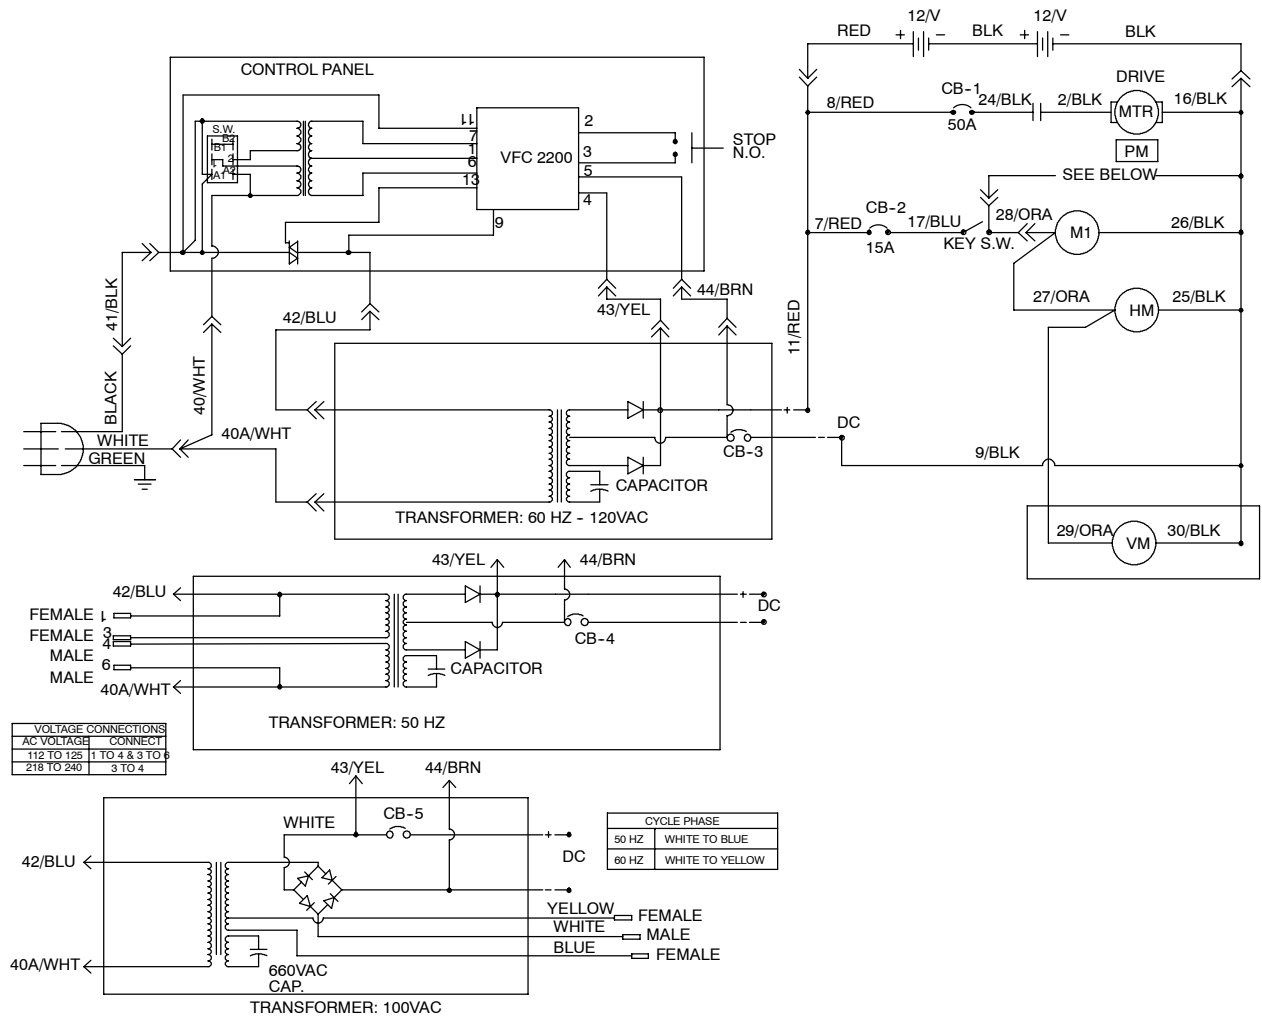 12/V
12/V
RED
+
−
BLK
+
−
BLK
CONTROL PANEL
DRIVE
CB-1
8/RED
24/BLK
2/BLK
MTR
16/BLK
50A
PM
S.W.
B2
B1
2
1
A2
A1
11
7
1
6
13
VFC 2200
2
3
5
4
9
STOP
N.O.
SEE BELOW
CB-2
7/RED
17/BLU
28/ORA
M1
26/BLK
15A
KEY S.W.
41/BLK
42/BLU
43/YEL
44/BRN
11/RED
27/ORA
HM
25/BLK
BLACK
40/WHT
WHITE
40A/WHT
GREEN
+
DC
CB-3
9/BLK
CAPACITOR
TRANSFORMER: 60 HZ - 120VAC
29/ORA
VM
30/BLK
43/YEL
44/BRN
42/BLU
+
DC
FEMALE 1
FEMALE 3
4
MALE
6
MALE
40A/WHT
CB-4
CAPACITOR
TRANSFORMER: 50 HZ
VOLTAGE CONNECTIONS
AC VOLTAGE CONNECT
112 TO 125 1 TO 4 & 3 TO 6
218 TO 240 3 TO 4
43/YEL
44/BRN
WHITE
CB-5
+
DC
42/BLU
CYCLE PHASE
50 HZ WHITE TO BLUE
60 HZ WHITE TO YELLOW
YELLOW FEMALE
WHITE MALE
BLUE FEMALE
40A/WHT
660VAC
CAP.
TRANSFORMER: 100VAC